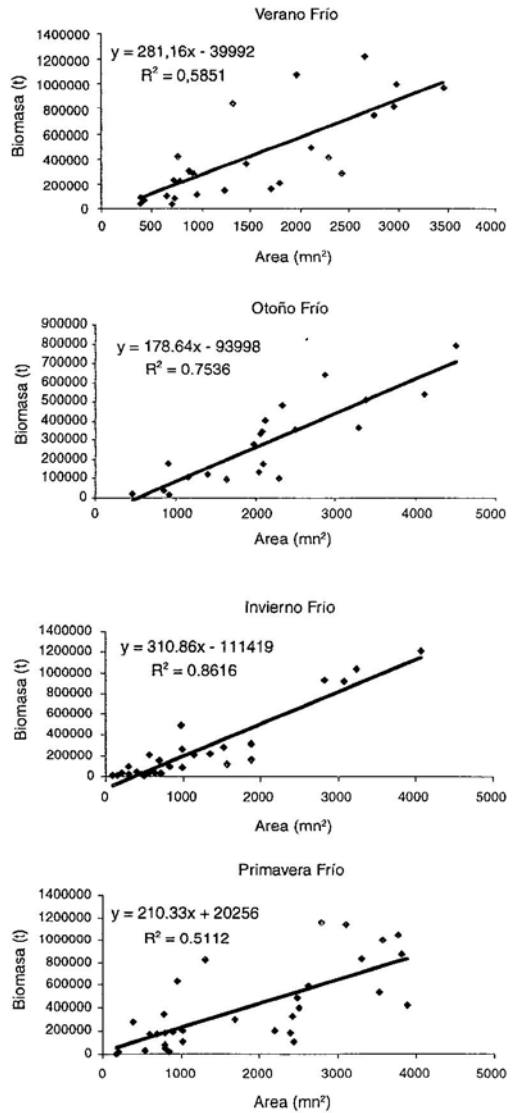 Verano Frío
y = 281,16x - 39992
R² = 0,5851
Biomasa (t)
1400000
1200000
1000000
800000
600000
400000
200000
0
0 500 1000 1500 2000 2500 3000 3500 4000
Area (mn²)
Otoño Frío
y = 178.64x - 93998
R² = 0.7536
Biomasa (t)
900000
800000
700000
600000
500000
400000
300000
200000
100000
0
0 1000 2000 3000 4000 5000
Area (mn²)
Invierno Frío
y = 310.86x - 111419
R² = 0.8616
Biomasa (t)
1400000
1200000
1000000
800000
600000
400000
200000
0
0 1000 2000 3000 4000 5000
Area (mn²)
Primavera Frío
y = 210.33x + 20256
R² = 0.5112
Biomasa (t)
1400000
1200000
1000000
800000
600000
400000
200000
0
0 1000 2000 3000 4000 5000
Area (mn²)